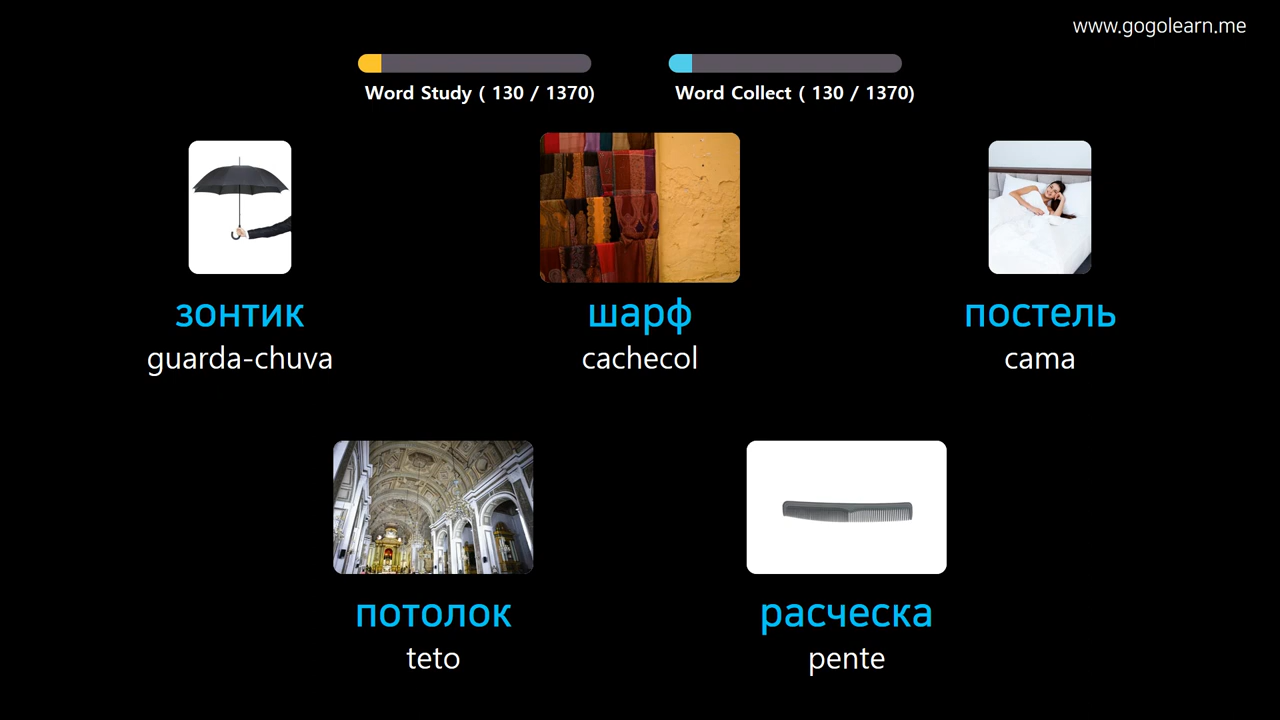 www.gogolearn.me
Word Study ( 130 / 1370)
Word Collect ( 130 / 1370)
зонтик
guarda-chuva
шарф
cachecol
постель
cama
потолок
teto
расческа
pente